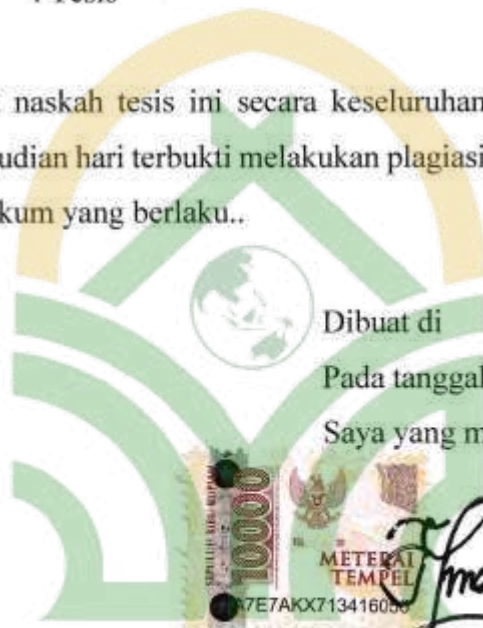 : Tesis
naskah tesis ini secara keseluruhan
udian hari terbukti melakukan plagiasi
kum yang berlaku..
Dibuat di
Pada tanggal
Saya yang m
10000
METERAI
TEMPEL
A7E7AKX713416056